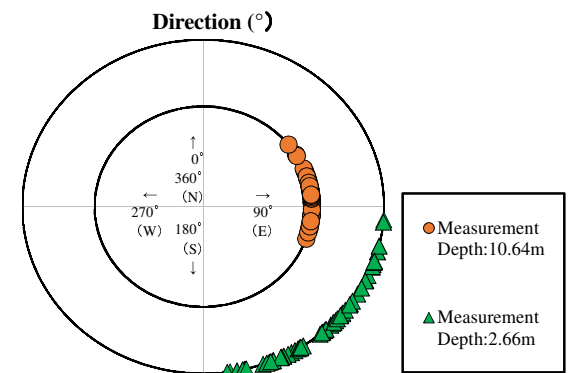 Direction (°)
↑
0°
360°
(N)
← →
270° 90°
(W) 180° (E)
(S)
↓
Measurement
Depth:10.64m
Measurement
Depth:2.66m